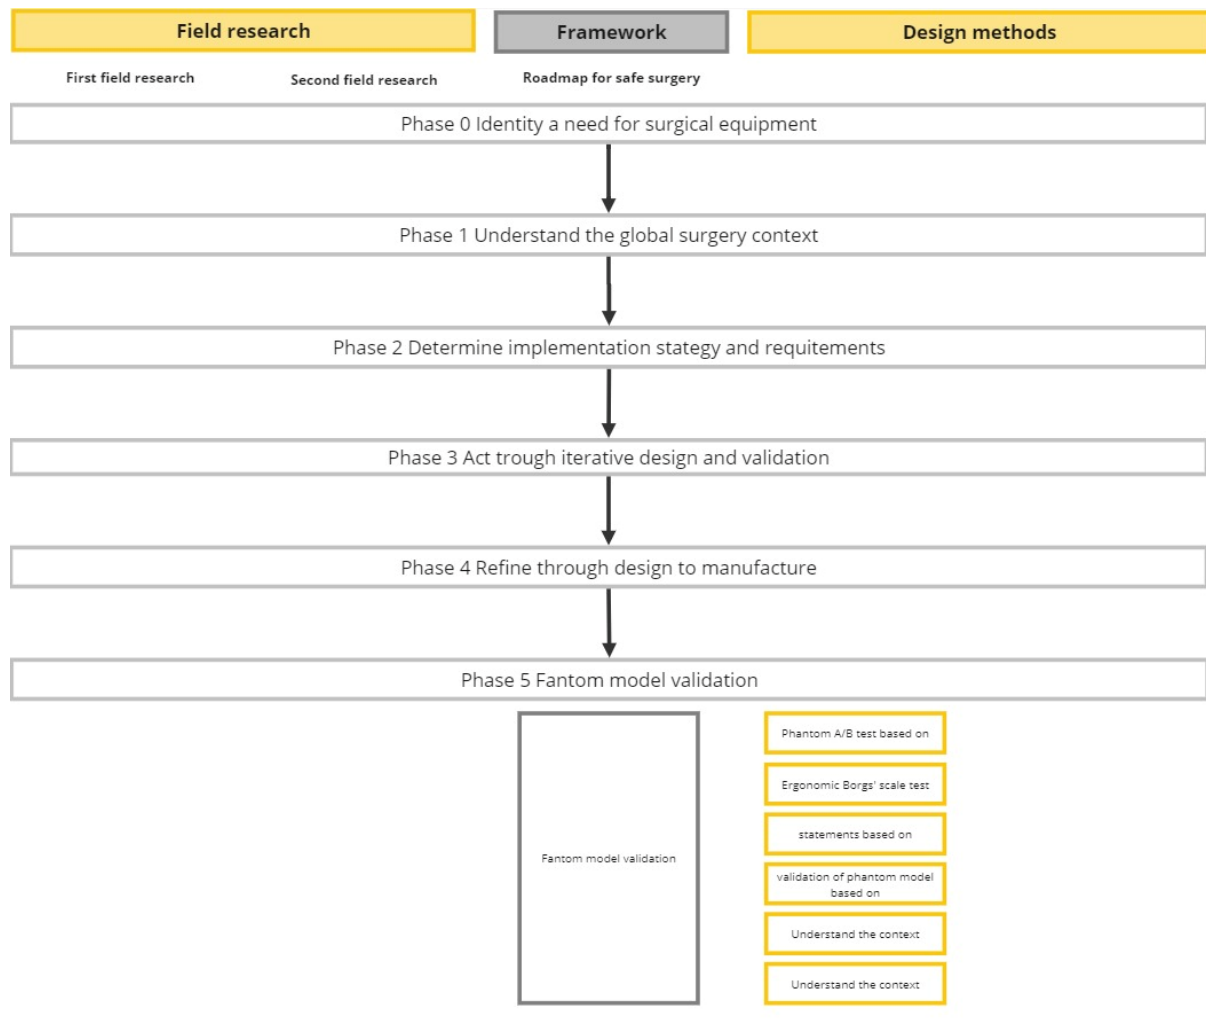 Field research
Framework
Design methods
First field research
Second field research
Roadmap for safe surgery
Phase 0 Identity a need for surgical equipment
Phase 1 Understand the global surgery context
Phase 2 Determine implementation stategy and requitements
Phase 3 Act trough iterative design and validation
Phase 4 Refine through design to manufacture
Phase 5 Fantom model validation
Fantom model validation
Phantom A/B test based on
Ergonomic Borgs' scale test
statements based on
validation of phantom model
based on
Understand the context
Understand the context